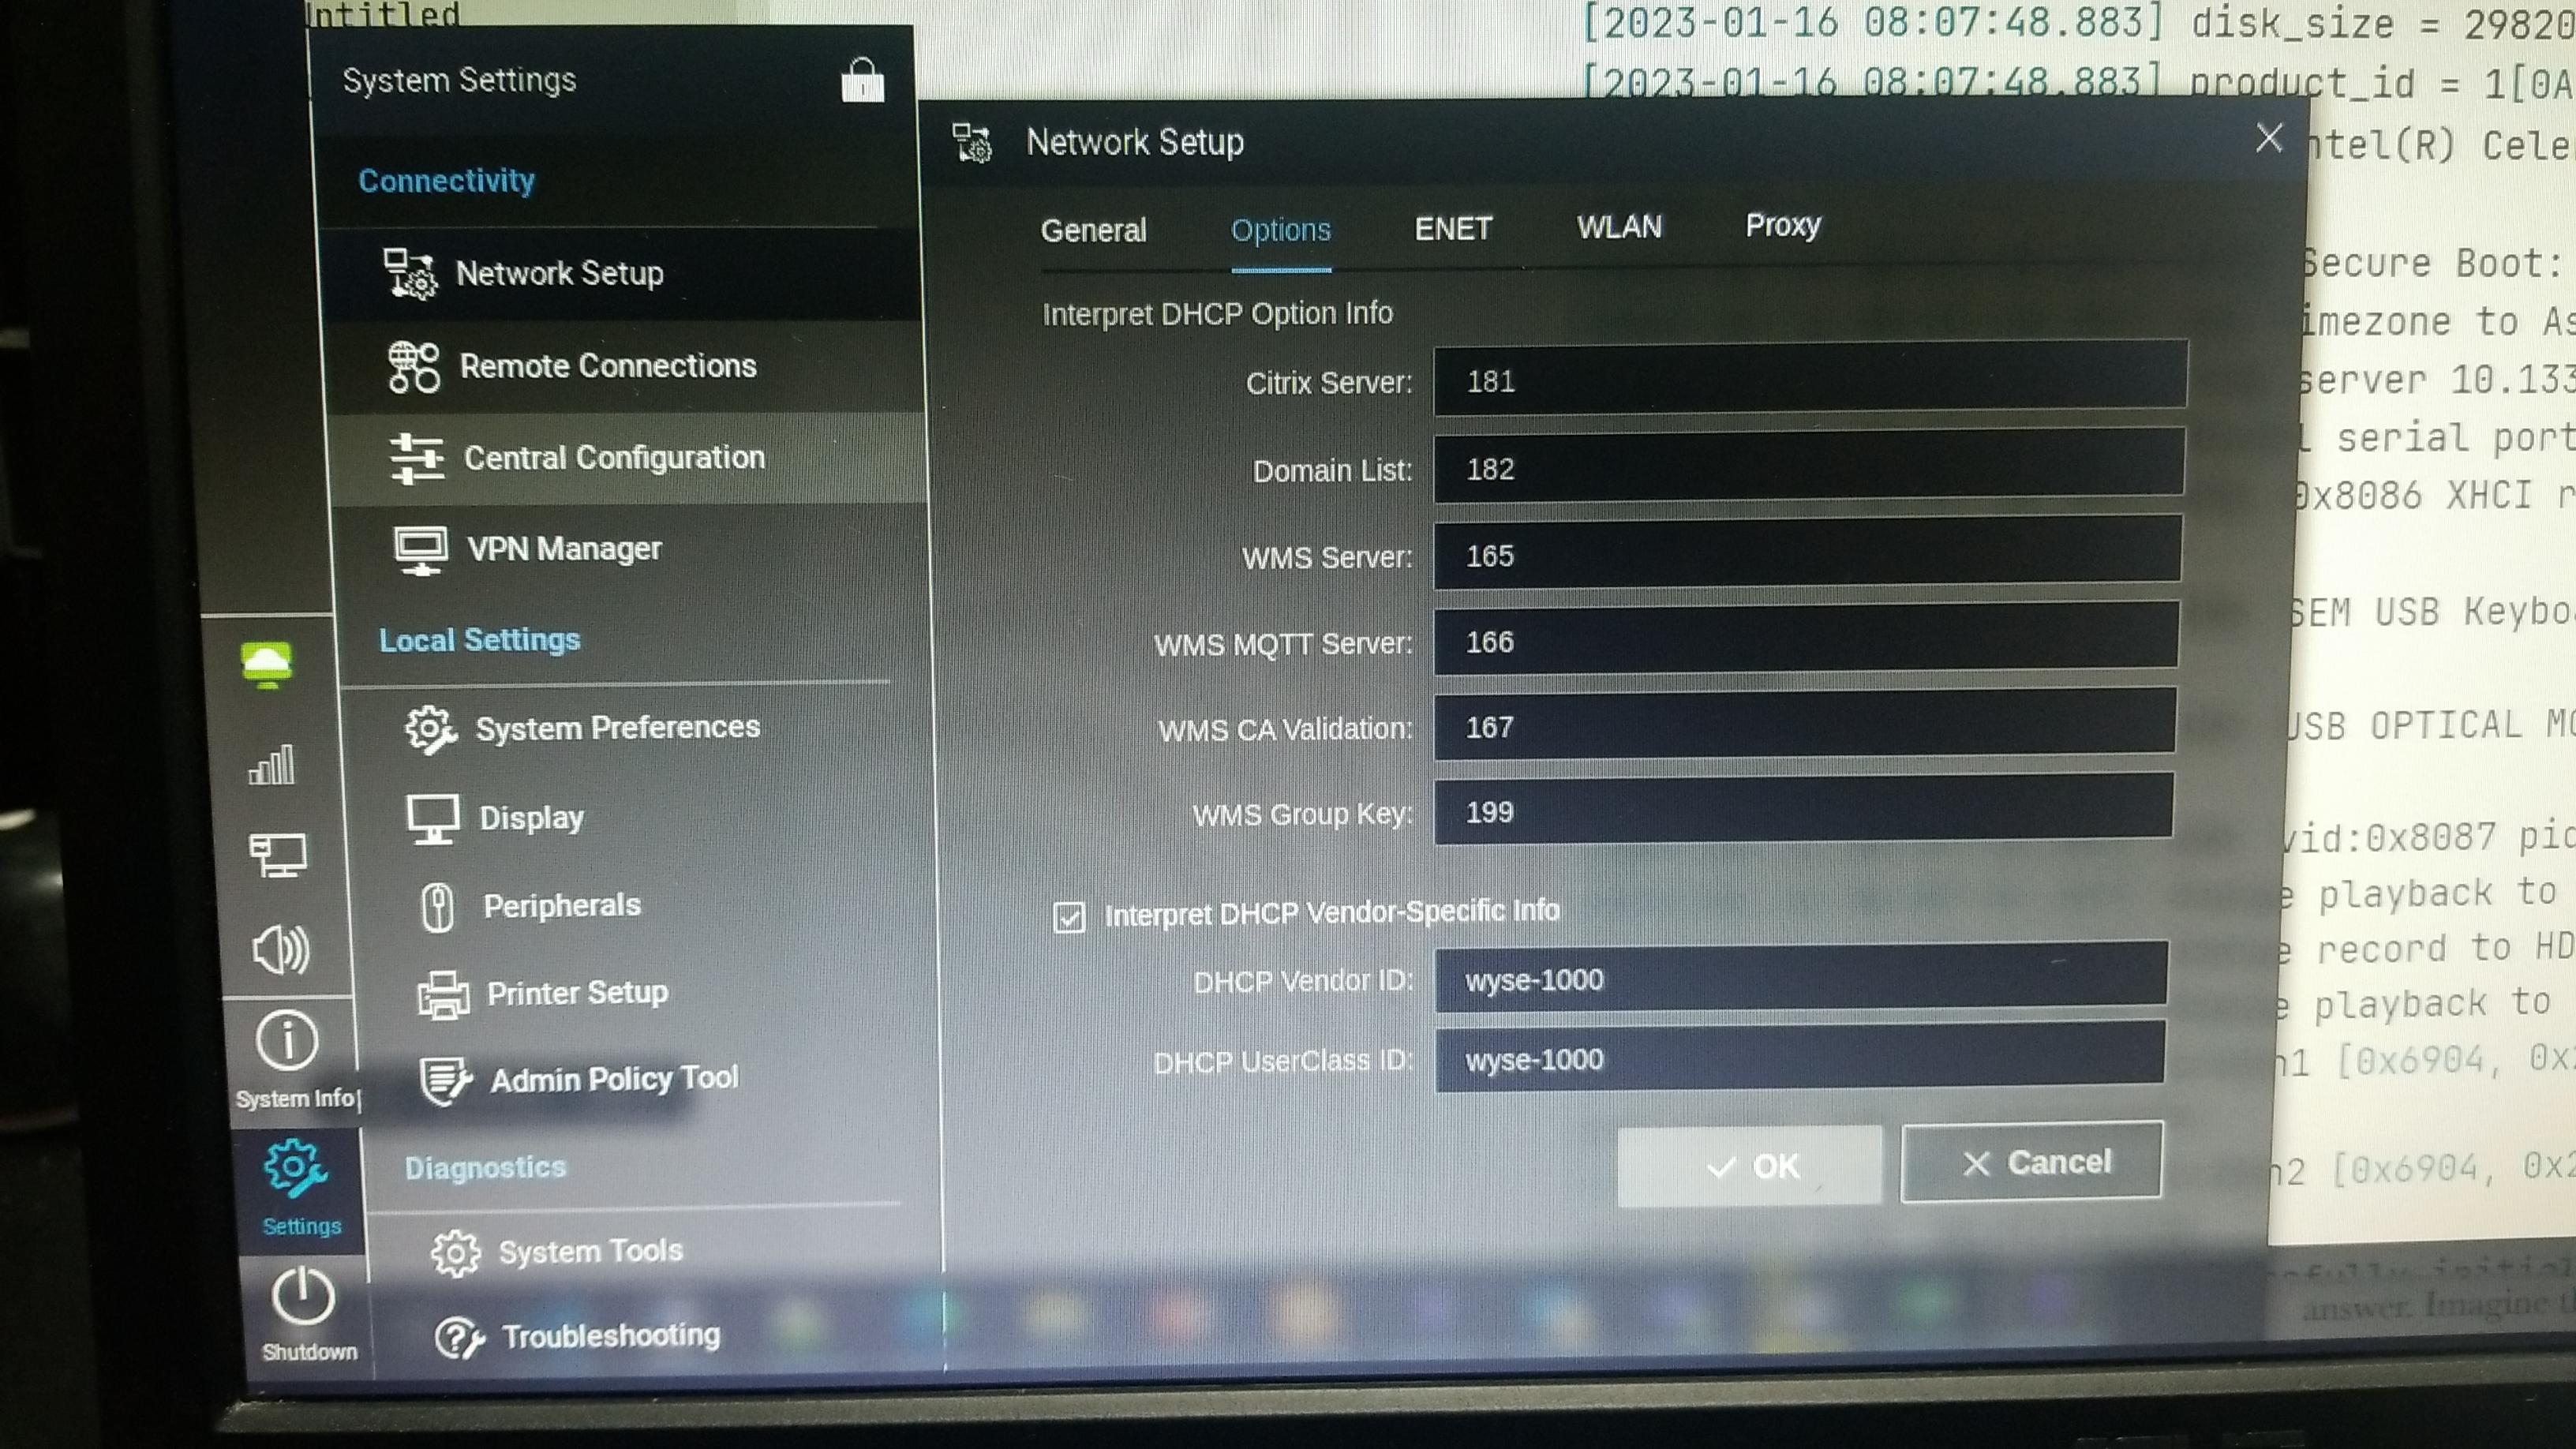 Untitled
System Settings
Connectivity
Network Setup
Remote Connections
Central Configuration
VPN Manager
Local Settings
System Preferences
Display
Peripherals
Printer Setup
Admin Policy Tool
Diagnostics
System Tools
Troubleshooting
System Info
Settings
Shutdown
Network Setup
General Options ENET WLAN Proxy
Interpret DHCP Option Info
Citrix Server: 181
Domain List: 182
WMS Server: 165
WMS MQTT Server: 166
WMS CA Validation: 167
WMS Group Key: 199
Interpret DHCP Vendor-Specific Info
DHCP Vendor ID: wyse-1000
DHCP UserClass ID: wyse-1000
OK Cancel
[2023-01-16 08:07:48.883] disk_size = 29820
[2023-01-16 08:07:48.883] product_id = 1[0A
ntel(R) Cele
Secure Boot:
imezone to As
server 10.133
serial port
0x8086 XHCI r
SEM USB Keybo
USB OPTICAL MO
vid:0x8087 pid
e playback to
e record to HD
e playback to
n1 [0x6904, 0x
n2 [0x6904, 0x2
answer. Imagine